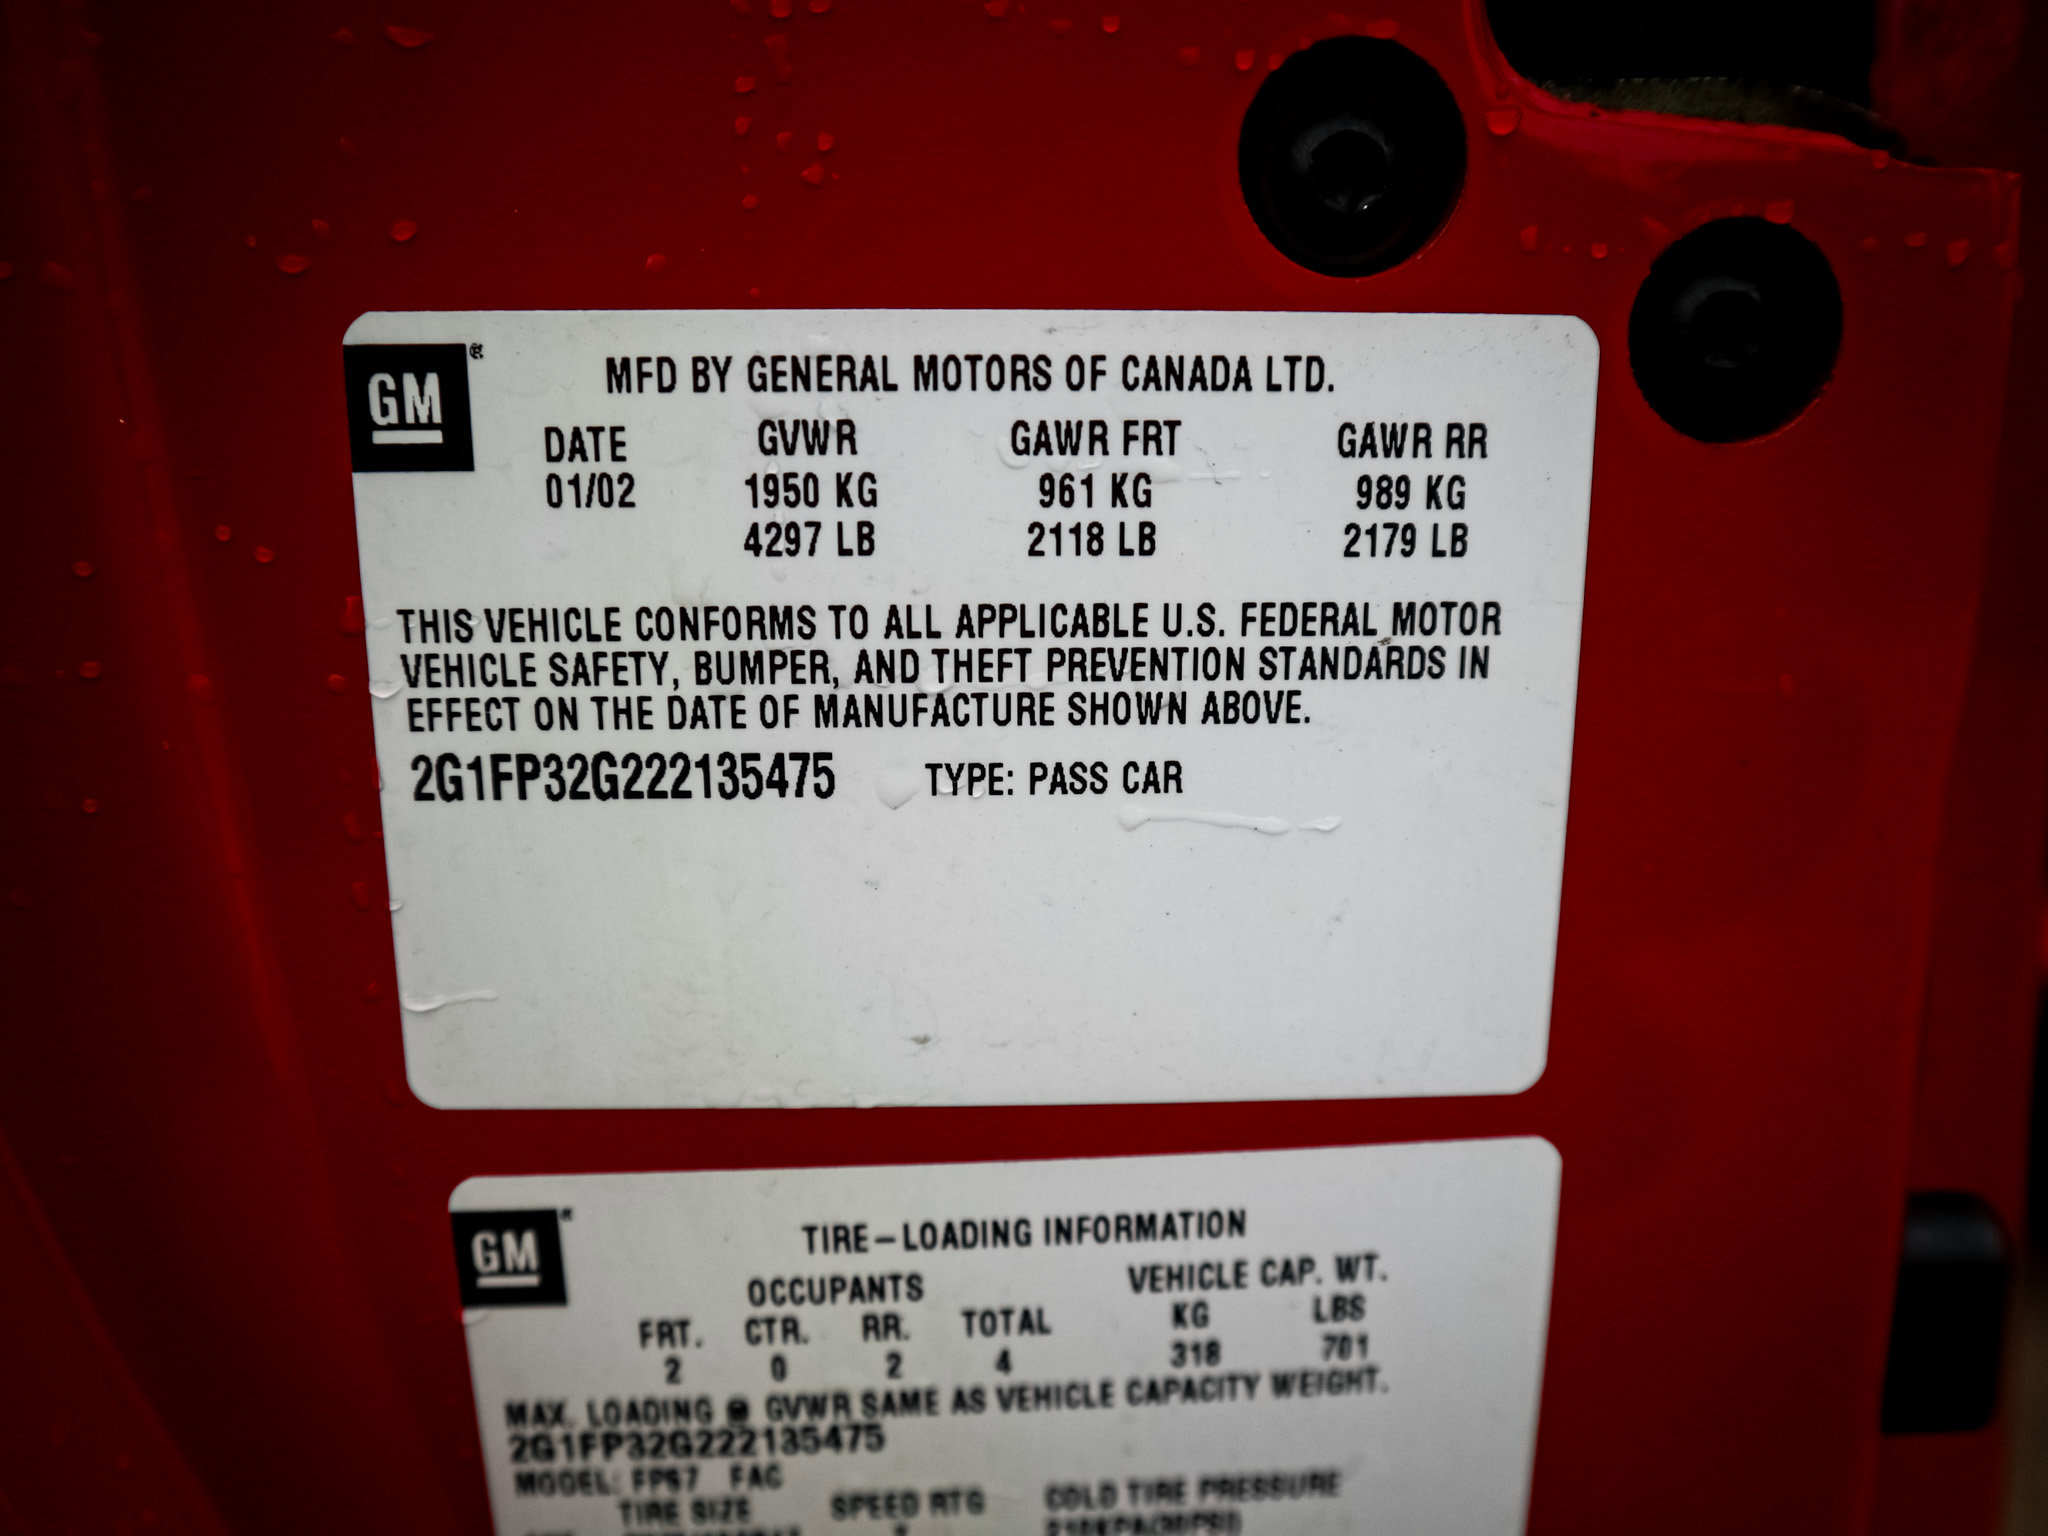 GM®
MFD BY GENERAL MOTORS OF CANADA LTD.
DATE GVWR GAWR FRT GAWR RR
01/02 1950 KG 961 KG 989 KG
4297 LB 2118 LB 2179 LB
THIS VEHICLE CONFORMS TO ALL APPLICABLE U.S. FEDERAL MOTOR
VEHICLE SAFETY, BUMPER, AND THEFT PREVENTION STANDARDS IN
EFFECT ON THE DATE OF MANUFACTURE SHOWN ABOVE.
2G1FP32G222135475 TYPE: PASS CAR
GM
TIRE-LOADING INFORMATION
OCCUPANTS VEHICLE CAP. WT.
FRT. CTR. RR. TOTAL KG LBS
2 0 2 4 318 701
MAX. LOADING @ GVWR SAME AS VEHICLE CAPACITY WEIGHT.
2G1FP32G222135475
MODEL: FP87 FAC
TIRE SIZE SPEED RTG COLD TIRE PRESSURE